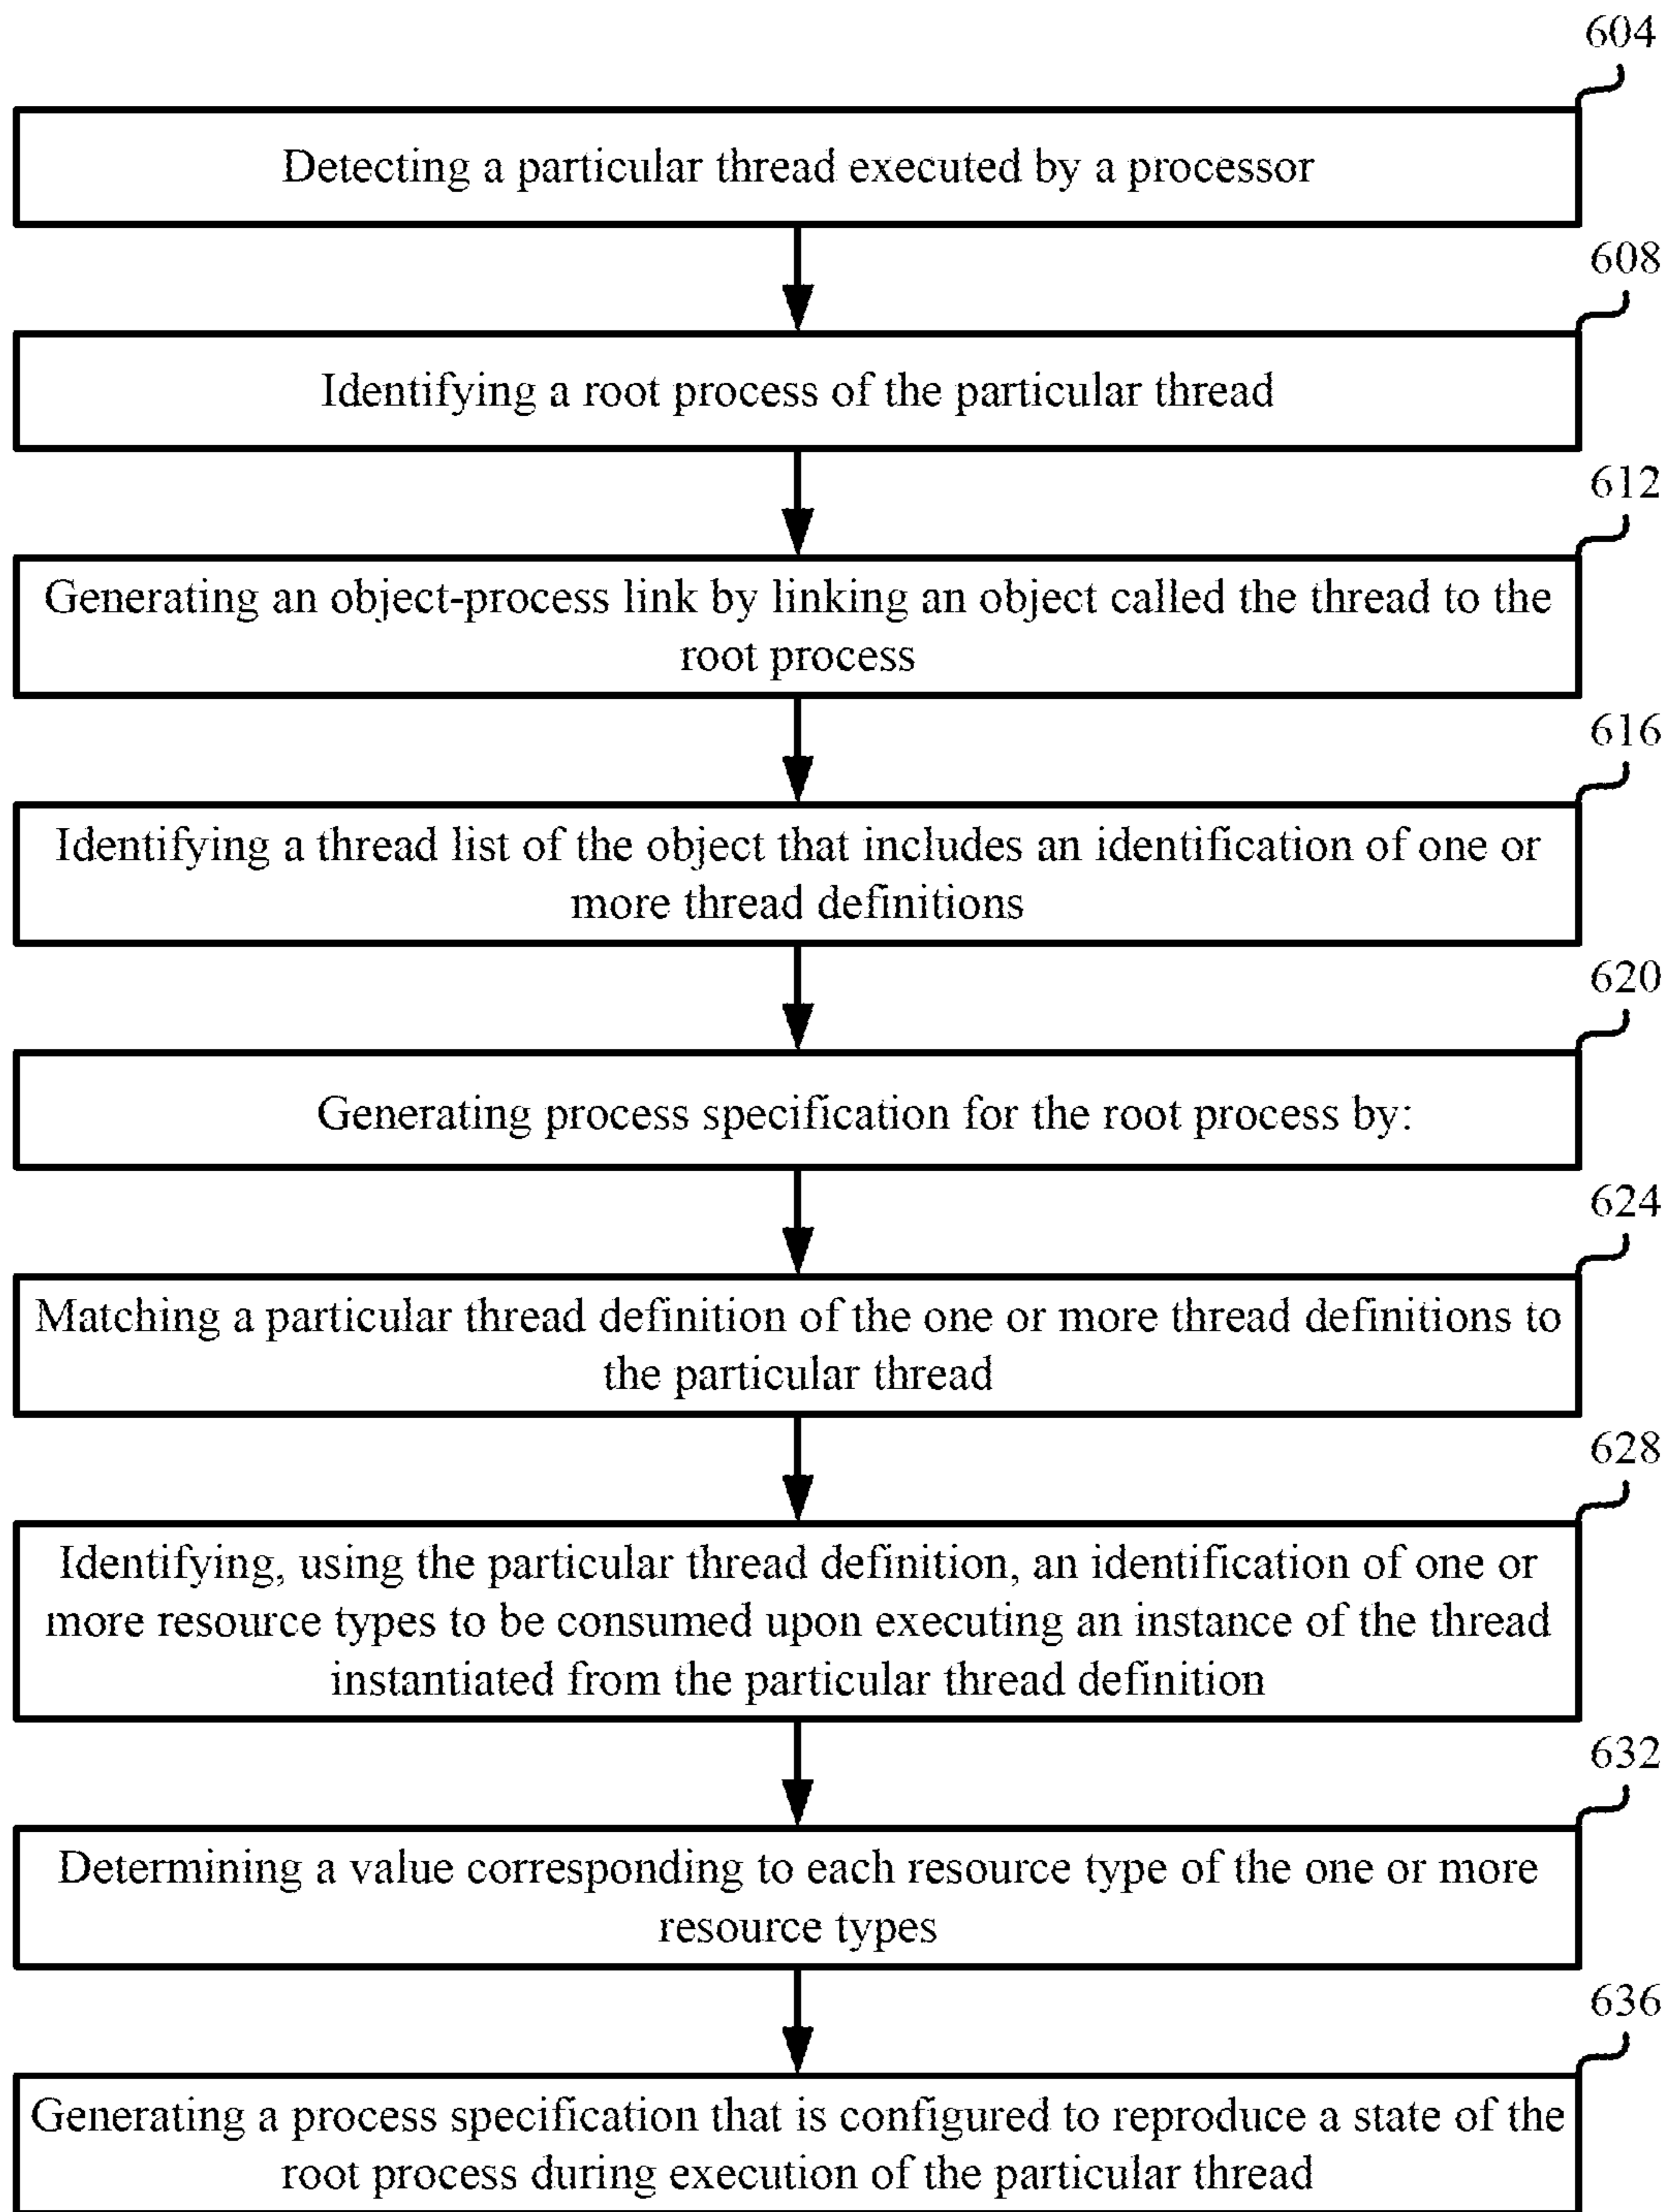 604
Detecting a particular thread executed by a processor
608
Identifying a root process of the particular thread
612
Generating an object-process link by linking an object called the thread to the
root process
616
Identifying a thread list of the object that includes an identification of one or
more thread definitions
620
Generating process specification for the root process by:
624
Matching a particular thread definition of the one or more thread definitions to
the particular thread
628
Identifying, using the particular thread definition, an identification of one or
more resource types to be consumed upon executing an instance of the thread
instantiated from the particular thread definition
632
Determining a value corresponding to each resource type of the one or more
resource types
636
Generating a process specification that is configured to reproduce a state of the
root process during execution of the particular thread